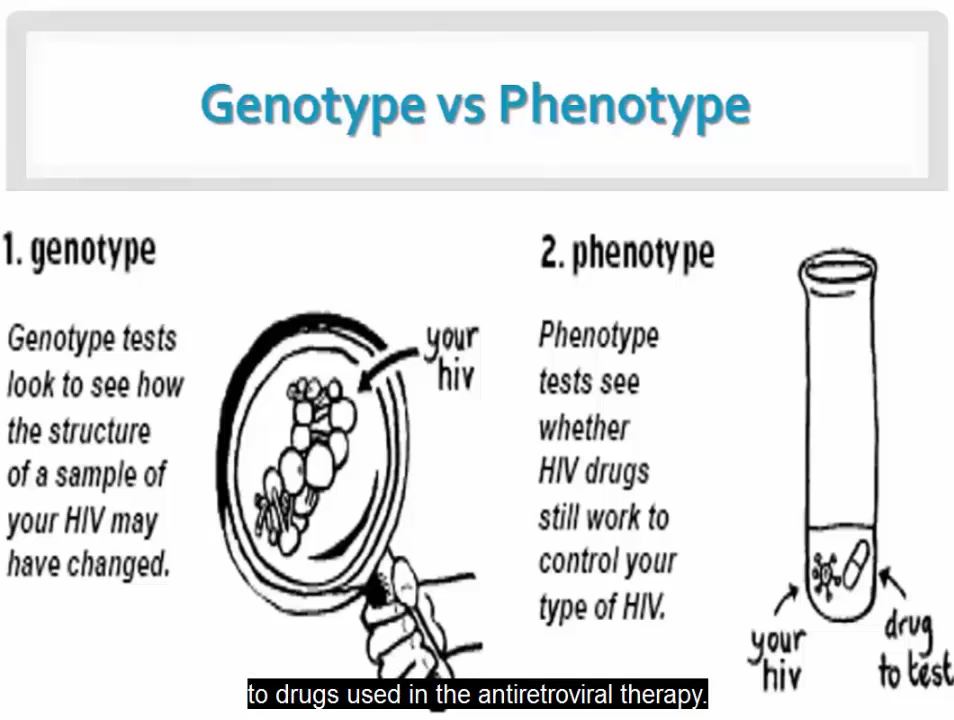 Genotype vs Phenotype
1. genotype
Genotype tests
look to see how
the structure
of a sample of
your HIV may
have changed.
your
hiv
2. phenotype
Phenotype
tests see
whether
HIV drugs
still work to
control your
type of HIV.
your
hiv
drug
to test
to drugs used in the antiretroviral therapy.